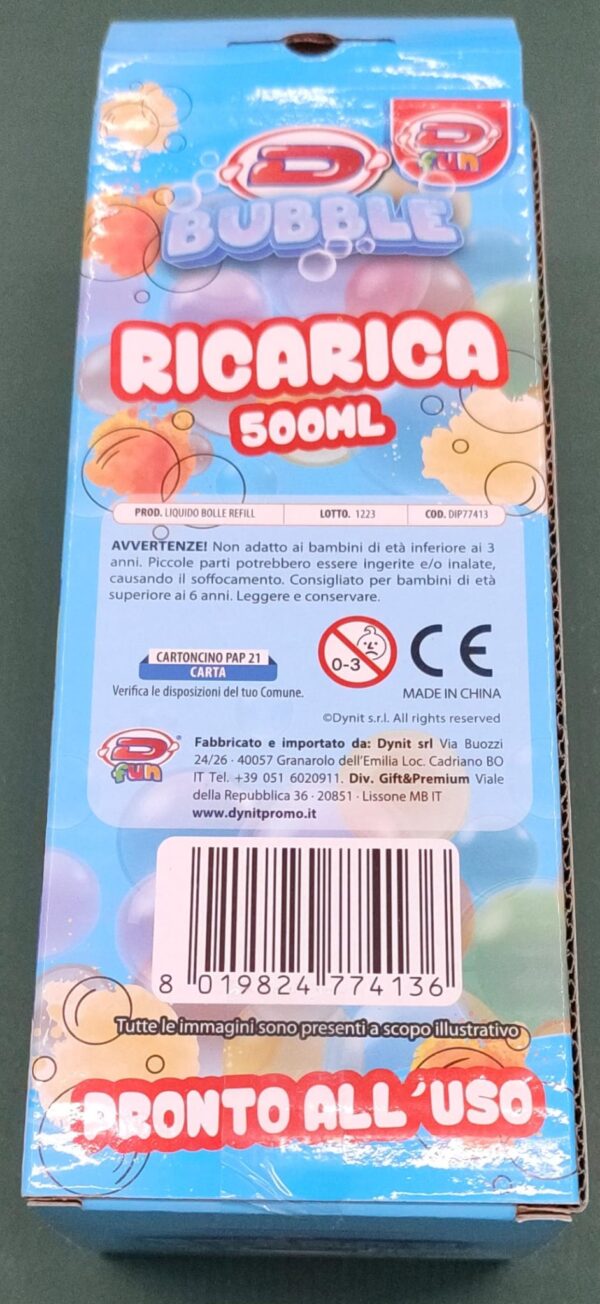 D
fun
D
BUBBLE
RICARICA
500ML
PROD. LIQUIDO BOLLE REFILL LOTTO. 1223 COD. DIP77413
AVVERTENZE! Non adatto ai bambini di età inferiore ai 3
anni. Piccole parti potrebbero essere ingerite e/o inalate,
causando il soffocamento. Consigliato per bambini di età
superiore ai 6 anni. Leggere e conservare.
CARTONCINO PAP 21
CARTA
Verifica le disposizioni del tuo Comune.
0-3
CE
MADE IN CHINA
©Dynit s.r.l. All rights reserved
D®
fun
Fabbricato e importato da: Dynit srl Via Buozzi
24/26 · 40057 Granarolo dell'Emilia Loc. Cadriano BO
IT Tel. +39 051 6020911. Div. Gift&Premium Viale
della Repubblica 36 · 20851 · Lissone MB IT
www.dynitpromo.it
8 019824 774136
Tutte le immagini sono presenti a scopo illustrativo
PRONTO ALL'USO